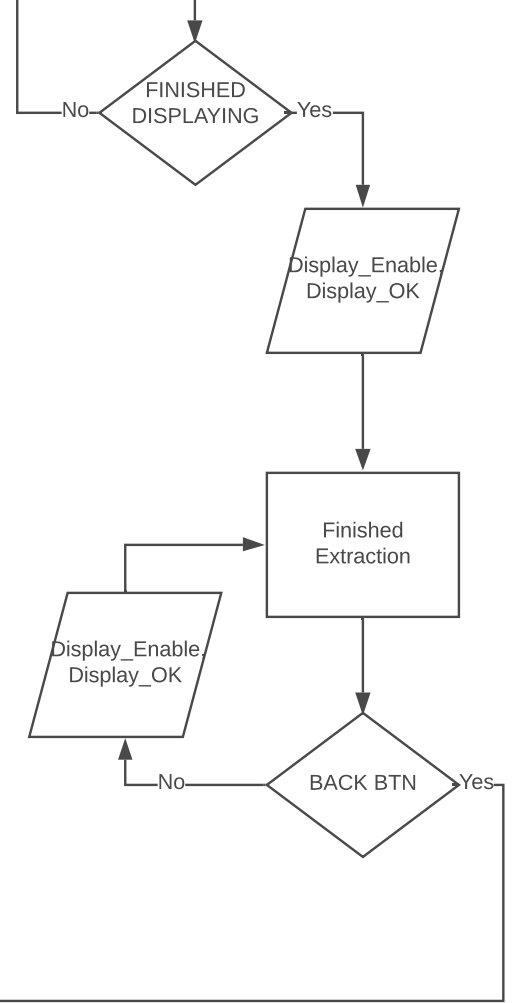 FINISHED
DISPLAYING
No
Yes
Display_Enable.
Display_OK
Finished
Extraction
Display_Enable.
Display_OK
BACK BTN
No
Yes